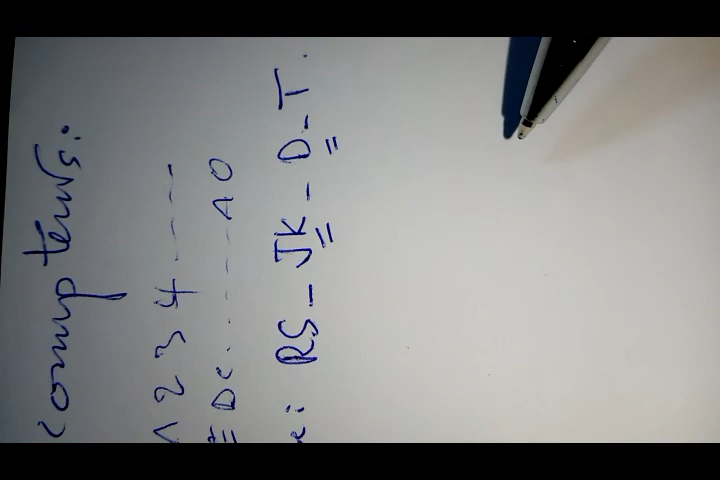 compteurs:
1 2 3 4 - - - -
DC......10
: RS - JK - D - T.